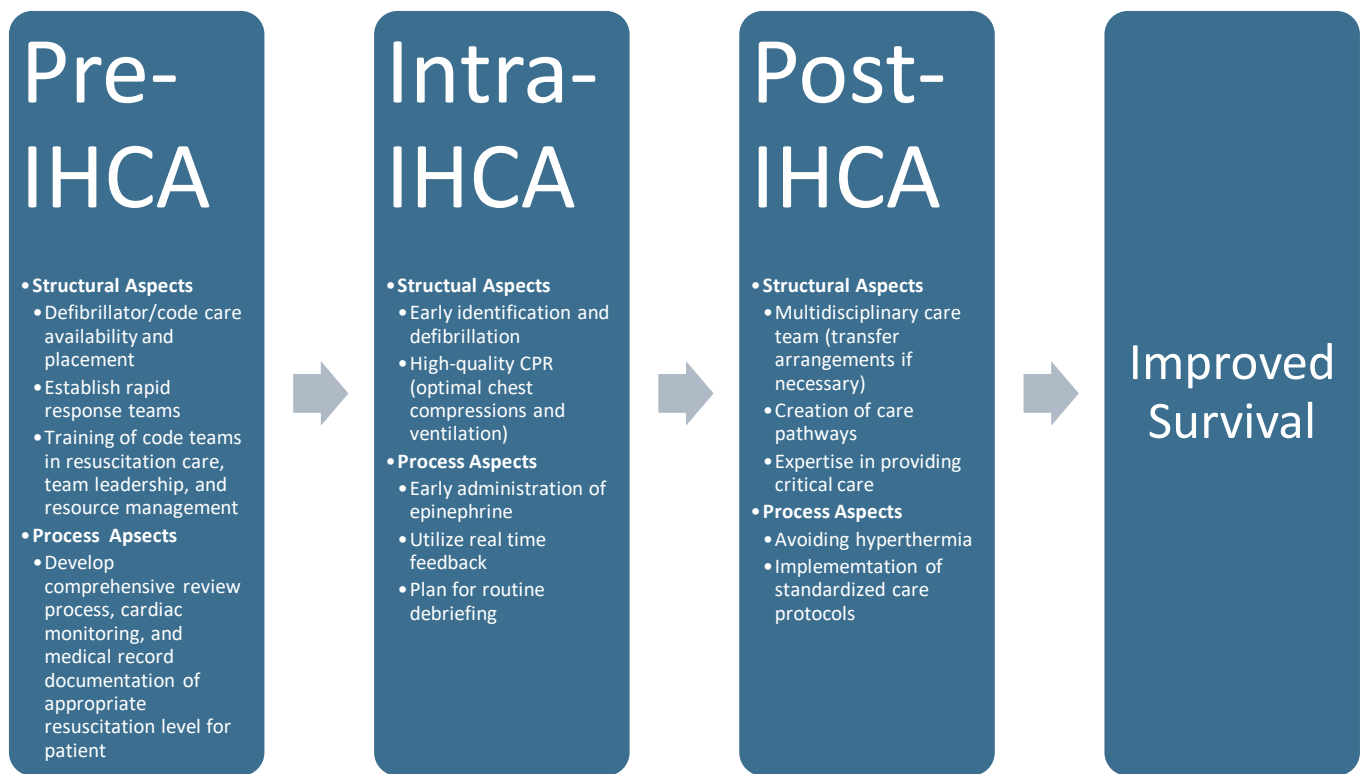 Pre-
IHCA
•Structural Aspects
•Defibrillator/code care
availability and
placement
•Establish rapid
response teams
•Training of code teams
in resuscitation care,
team leadership, and
resource management
•Process Apsects
•Develop
comprehensive review
process, cardiac
monitoring, and
medical record
documentation of
appropriate
resuscitation level for
patient
Intra-
IHCA
•Structual Aspects
•Early identification and
defibrillation
•High-quality CPR
(optimal chest
compressions and
ventilation)
•Process Aspects
•Early administration of
epinephrine
•Utilize real time
feedback
•Plan for routine
debriefing
Post-
IHCA
•Structural Aspects
•Multidisciplinary care
team (transfer
arrangements if
necessary)
•Creation of care
pathways
•Expertise in providing
critical care
•Process Aspects
•Avoiding hyperthermia
•Implememtation of
standardized care
protocols
Improved
Survival